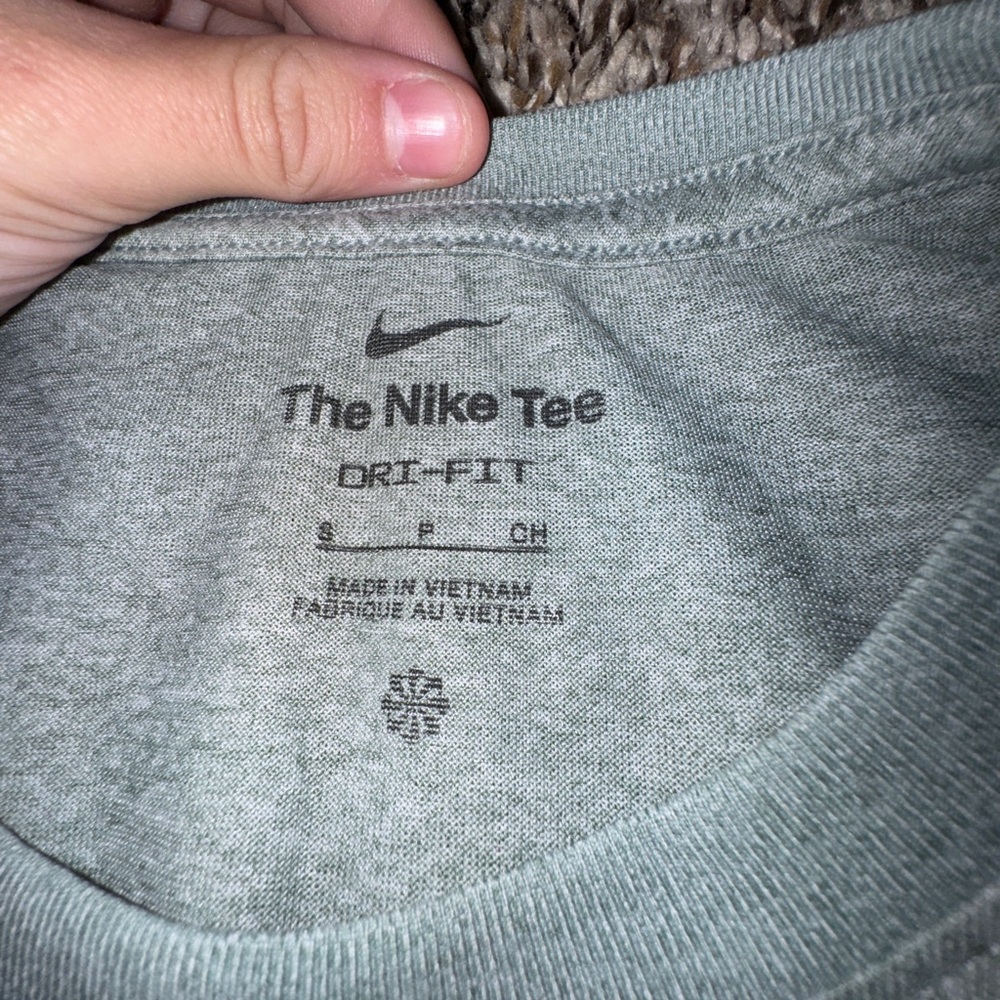 The Nike Tee
DRI-FIT
S P CH
MADE IN VIETNAM
FABRIQUE AU VIETNAM